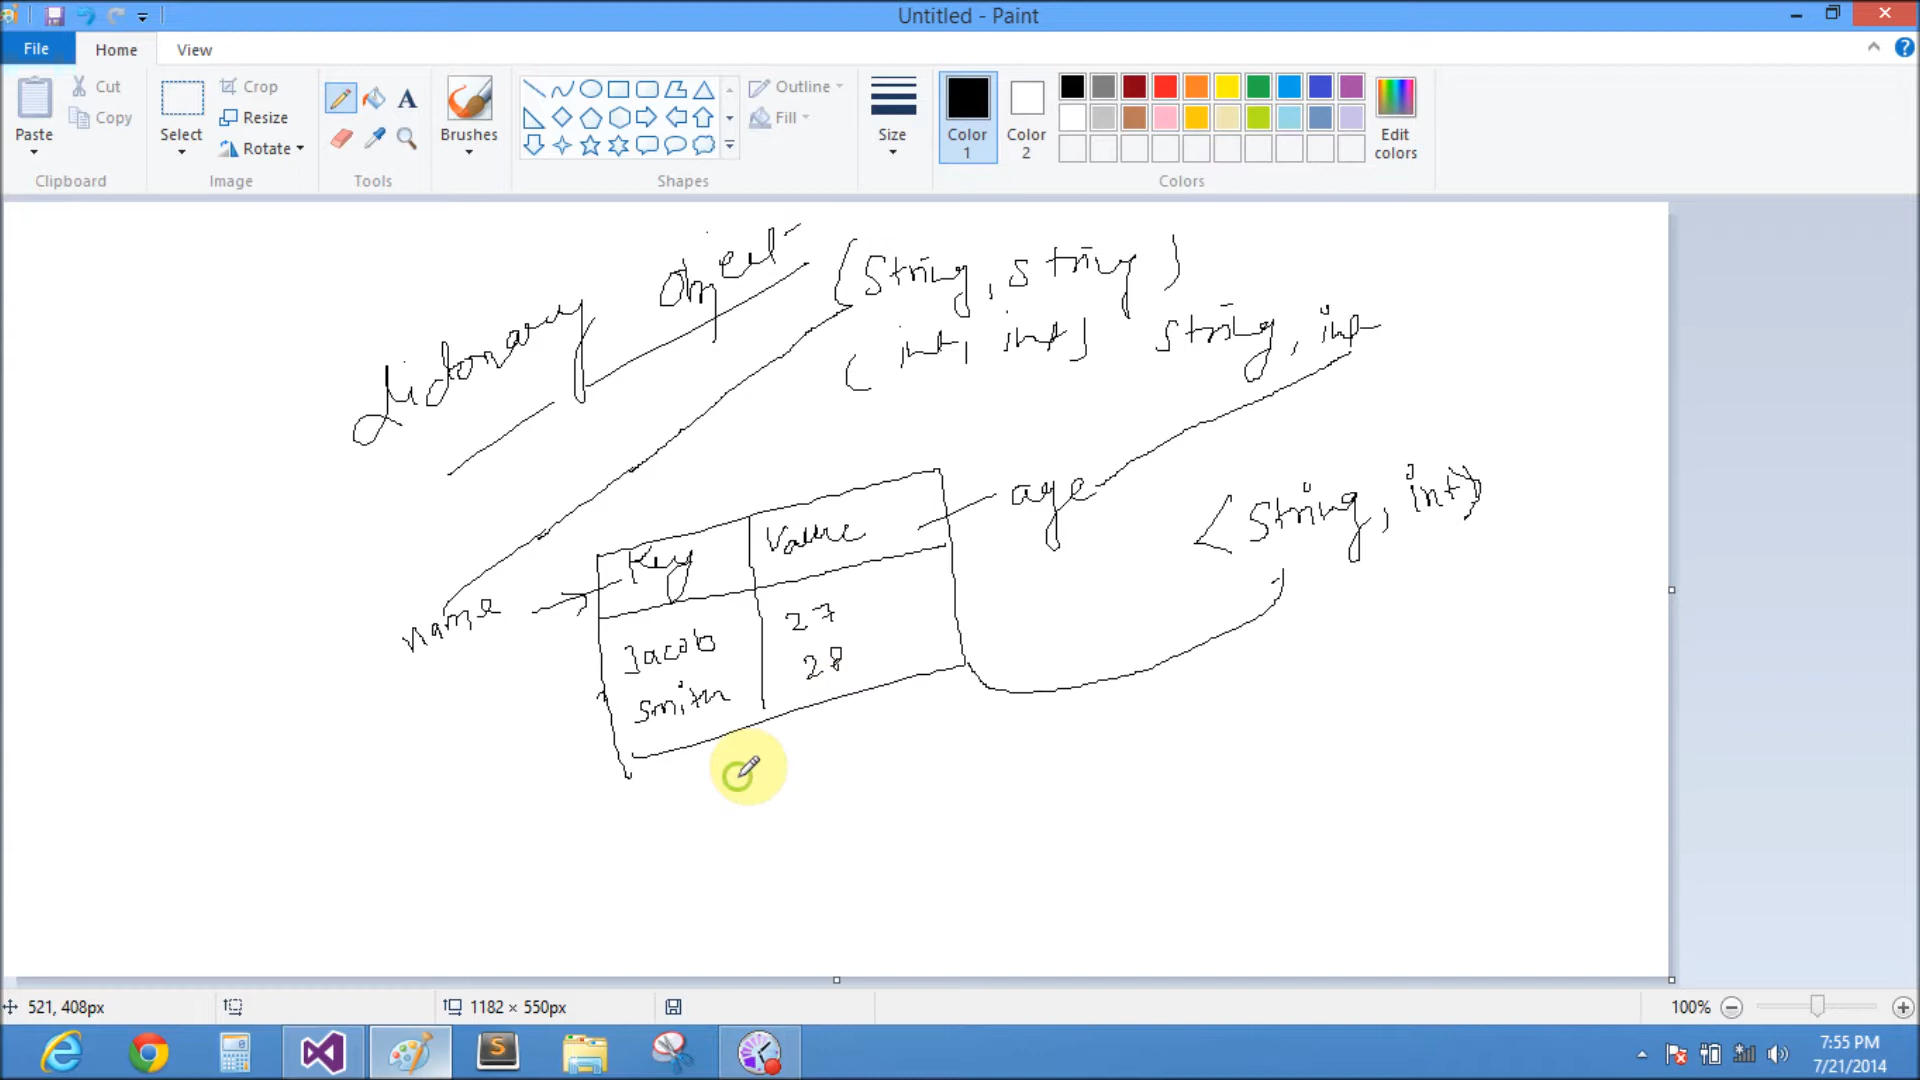 Untitled - Paint
File
Home
View
Paste
Cut
Copy
Clipboard
Select
Crop
Resize
Rotate
Image
Tools
Brushes
Shapes
Outline
Fill
Size
Color 1
Color 2
Edit colors
Colors
dictonary object
(String, string)
(int, int) string, int
Key Value
age
<String, int>
name
Jacob 27
Smith 28
521, 408px
1182 × 550px
100%
S
7:55 PM
7/21/2014